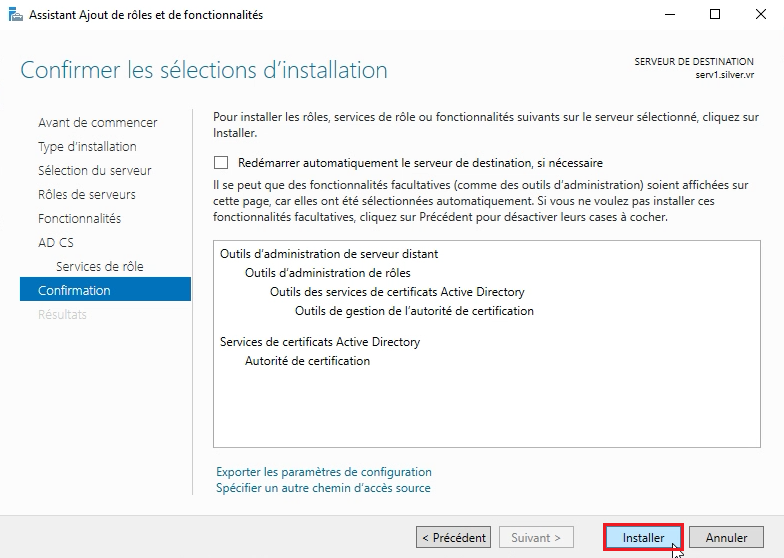 Assistant Ajout de rôles et de fonctionnalités
Confirmer les sélections d'installation
SERVEUR DE DESTINATION
serv1.silver.vr
Avant de commencer
Type d'installation
Sélection du serveur
Rôles de serveurs
Fonctionnalités
AD CS
Services de rôle
Confirmation
Résultats
Pour installer les rôles, services de rôle ou fonctionnalités suivants sur le serveur sélectionné, cliquez sur
Installer.
Redémarrer automatiquement le serveur de destination, si nécessaire
Il se peut que des fonctionnalités facultatives (comme des outils d'administration) soient affichées sur
cette page, car elles ont été sélectionnées automatiquement. Si vous ne voulez pas installer ces
fonctionnalités facultatives, cliquez sur Précédent pour désactiver leurs cases à cocher.
Outils d'administration de serveur distant
Outils d'administration de rôles
Outils des services de certificats Active Directory
Outils de gestion de l'autorité de certification
Services de certificats Active Directory
Autorité de certification
Exporter les paramètres de configuration
Spécifier un autre chemin d'accès source
< Précédent
Suivant >
Installer
Annuler